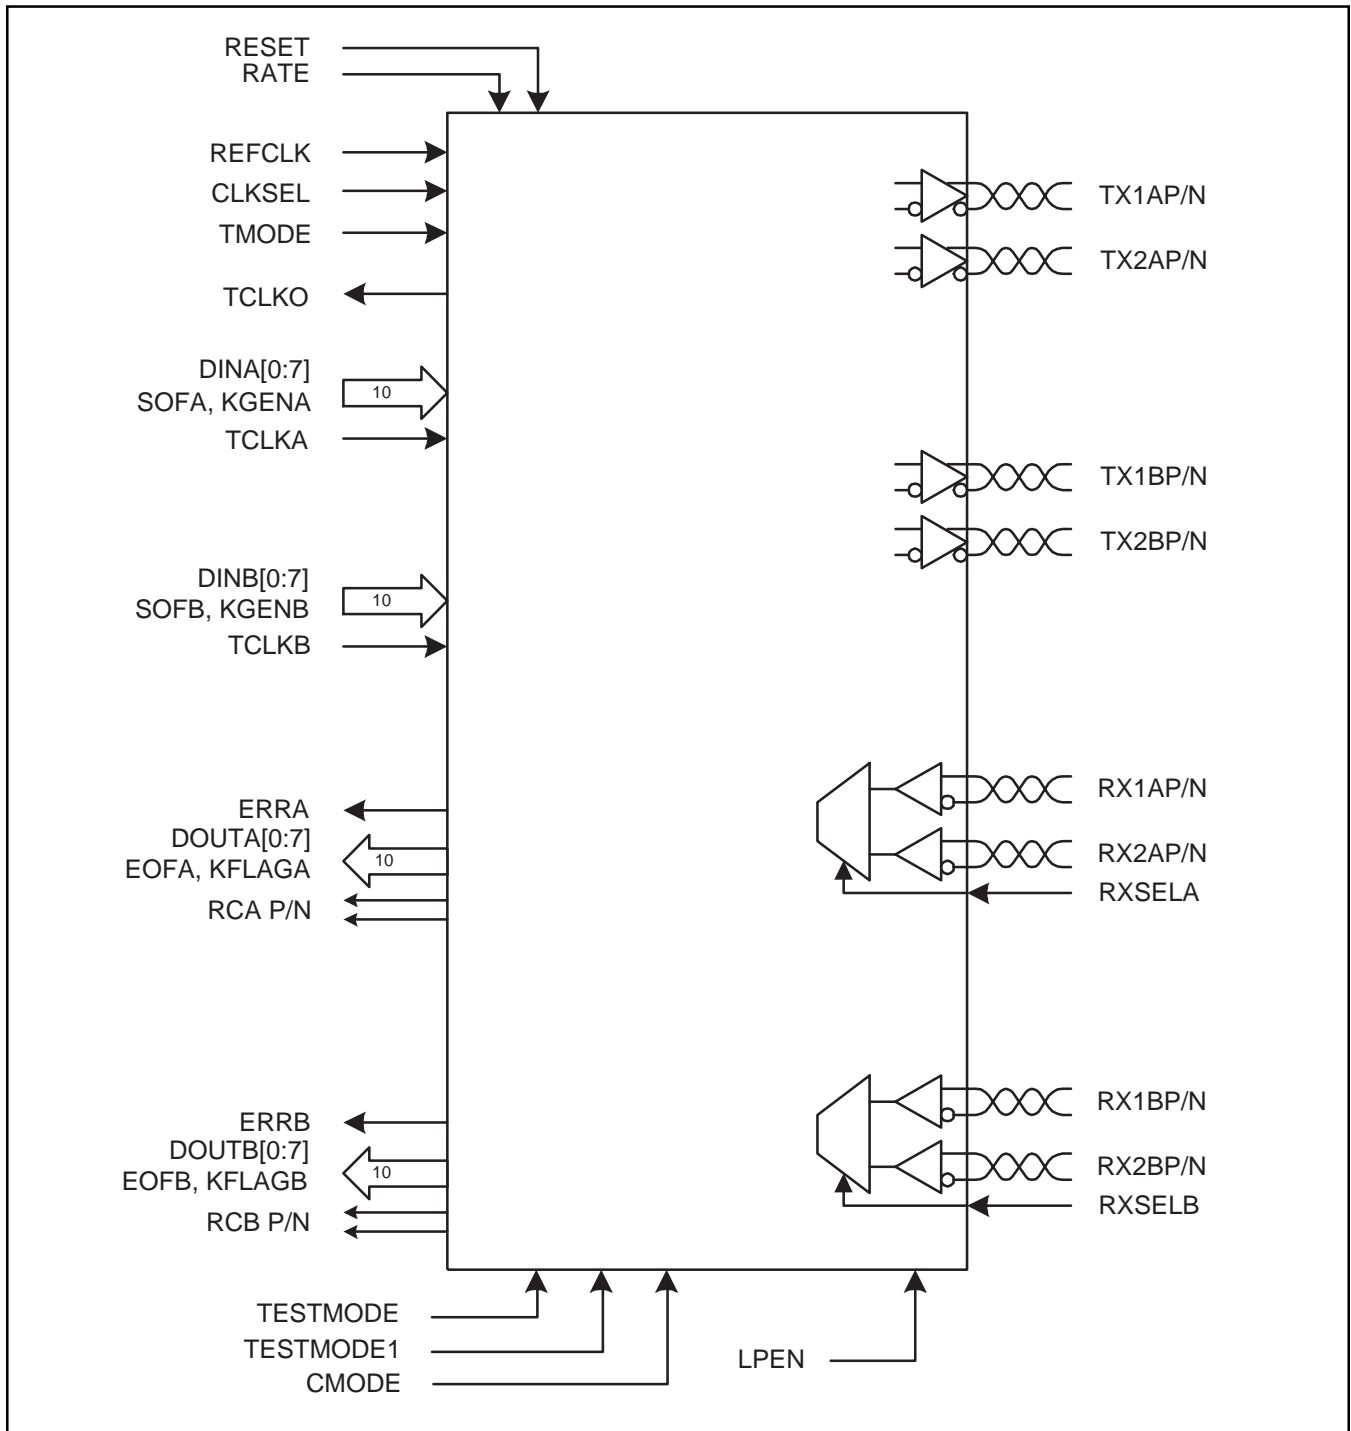 RESET
RATE
REFCLK
CLKSEL
TMODE
TCLKO
DINA[0:7]
10
SOFA, KGENA
TCLKA
DINB[0:7]
10
SOFB, KGENB
TCLKB
ERRA
DOUTA[0:7]
10
EOFA, KFLAGA
RCA P/N
ERRB
DOUTB[0:7]
10
EOFB, KFLAGB
RCB P/N
TX1AP/N
TX2AP/N
TX1BP/N
TX2BP/N
RX1AP/N
RX2AP/N
RXSELA
RX1BP/N
RX2BP/N
RXSELB
TESTMODE
TESTMODE1
CMODE
LPEN